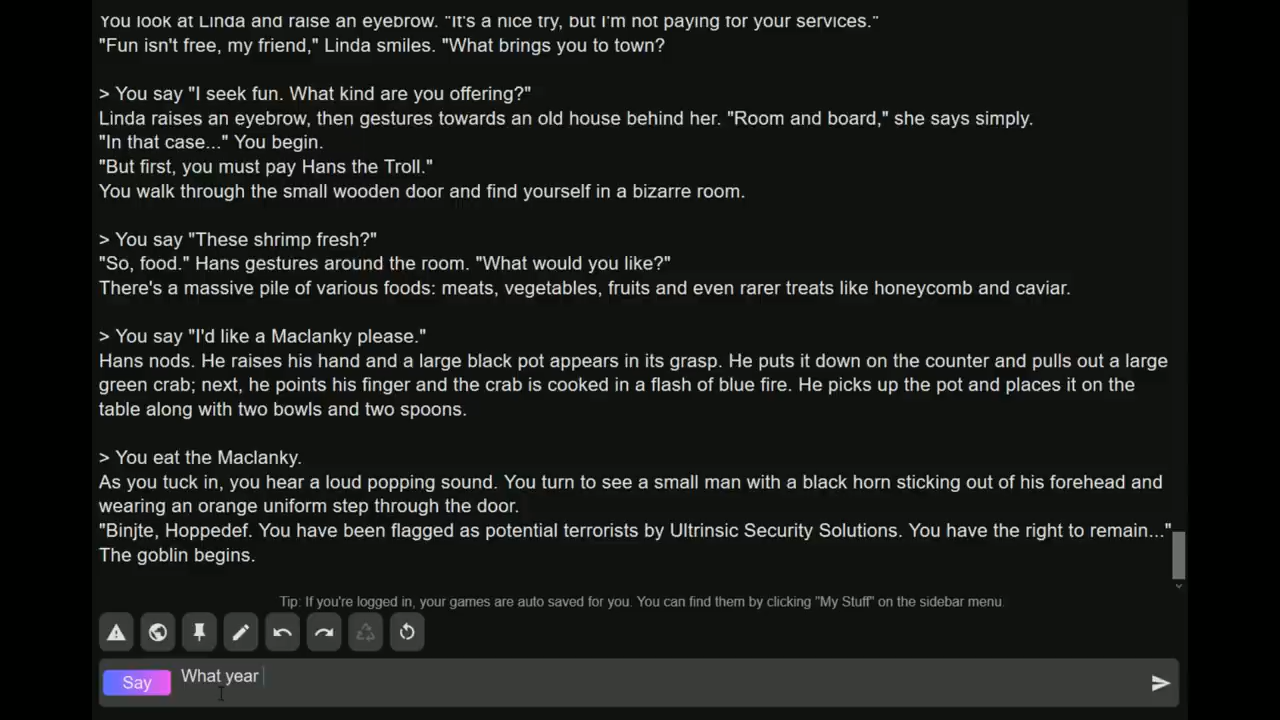 You look at Linda and raise an eyebrow. "It's a nice try, but I'm not paying for your services."
"Fun isn't free, my friend," Linda smiles. "What brings you to town?
> You say "I seek fun. What kind are you offering?"
Linda raises an eyebrow, then gestures towards an old house behind her. "Room and board," she says simply.
"In that case..." You begin.
"But first, you must pay Hans the Troll."
You walk through the small wooden door and find yourself in a bizarre room.
> You say "These shrimp fresh?"
"So, food." Hans gestures around the room. "What would you like?"
There's a massive pile of various foods: meats, vegetables, fruits and even rarer treats like honeycomb and caviar.
> You say "I'd like a Maclanky please."
Hans nods. He raises his hand and a large black pot appears in its grasp. He puts it down on the counter and pulls out a large
green crab; next, he points his finger and the crab is cooked in a flash of blue fire. He picks up the pot and places it on the
table along with two bowls and two spoons.
> You eat the Maclanky.
As you tuck in, you hear a loud popping sound. You turn to see a small man with a black horn sticking out of his forehead and
wearing an orange uniform step through the door.
"Binjte, Hoppedef. You have been flagged as potential terrorists by Ultrinsic Security Solutions. You have the right to remain..."
The goblin begins.
Tip: If you're logged in, your games are auto saved for you. You can find them by clicking "My Stuff" on the sidebar menu.
Say What year